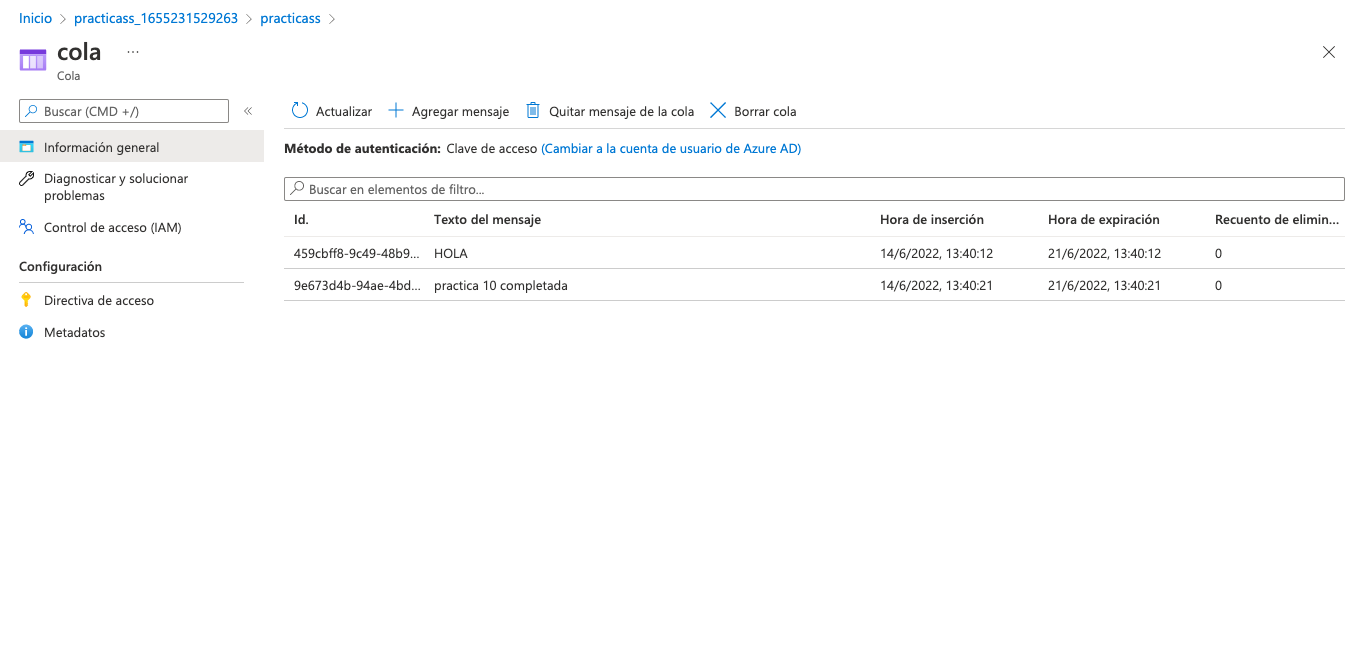 Inicio > practicass_1655231529263 > practicass >
cola ...
Cola
Buscar (CMD +/) «
Información general
Diagnosticar y solucionar
problemas
Control de acceso (IAM)
Configuración
Directiva de acceso
Metadatos
Actualizar Agregar mensaje Quitar mensaje de la cola Borrar cola
Método de autenticación: Clave de acceso (Cambiar a la cuenta de usuario de Azure AD)
Buscar en elementos de filtro...
Id. Texto del mensaje Hora de inserción Hora de expiración Recuento de elimin...
459cbff8-9c49-48b9... HOLA 14/6/2022, 13:40:12 21/6/2022, 13:40:12 0
9e673d4b-94ae-4bd... practica 10 completada 14/6/2022, 13:40:21 21/6/2022, 13:40:21 0